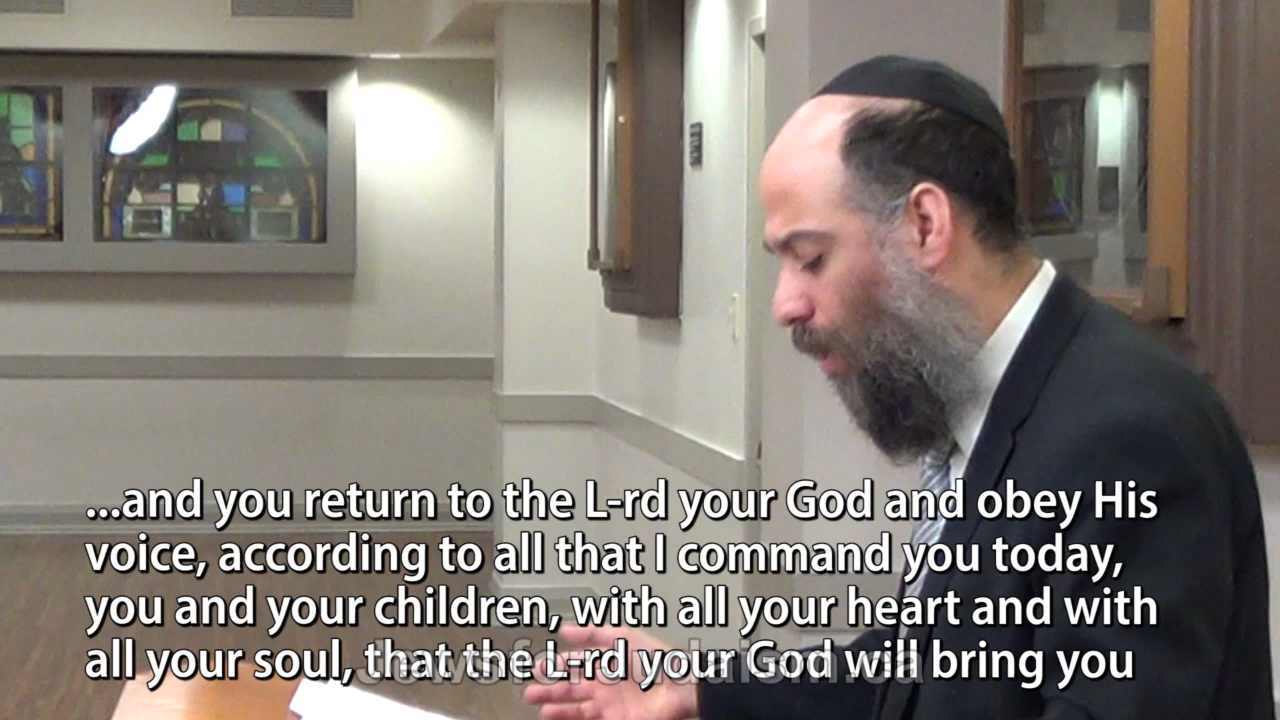 ...and you return to the L-rd your God and obey His
voice, according to all that I command you today,
you and your children, with all your heart and with
all your soul, that the L-rd your God will bring you
Jewsforjudaism.ca